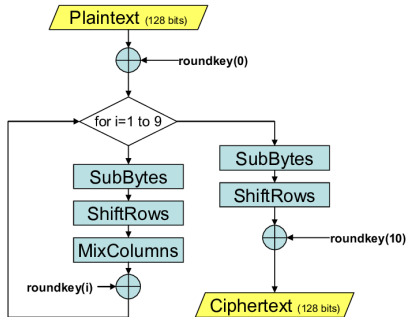 Plaintext (128 bits)
roundkey(0)
for i=1 to 9
SubBytes
ShiftRows
MixColumns
roundkey(i)
SubBytes
ShiftRows
roundkey(10)
Ciphertext (128 bits)